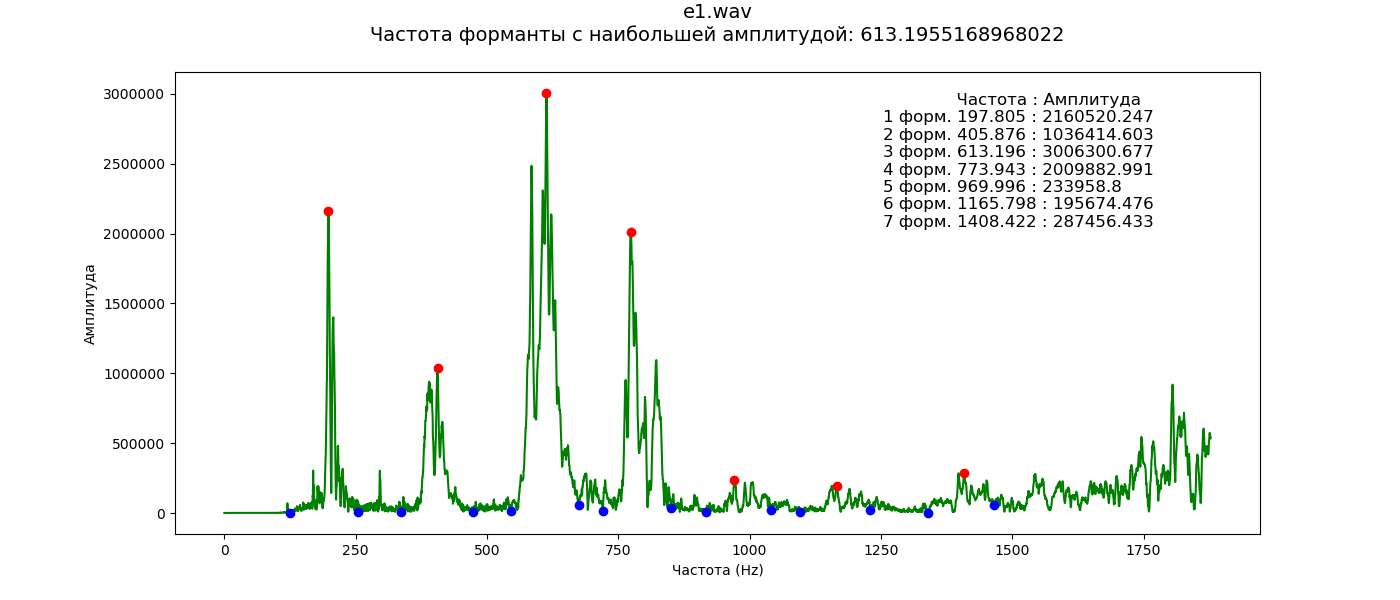 e1.wav
Частота форманты с наибольшей амплитудой: 613.1955168968022
Частота : Амплитуда
1 форм. 197.805 : 2160520.247
2 форм. 405.876 : 1036414.603
3 форм. 613.196 : 3006300.677
4 форм. 773.943 : 2009882.991
5 форм. 969.996 : 233958.8
6 форм. 1165.798 : 195674.476
7 форм. 1408.422 : 287456.433
3000000
2500000
2000000
1500000
1000000
500000
0
Амплитуда
0 250 500 750 1000 1250 1500 1750
Частота (Hz)